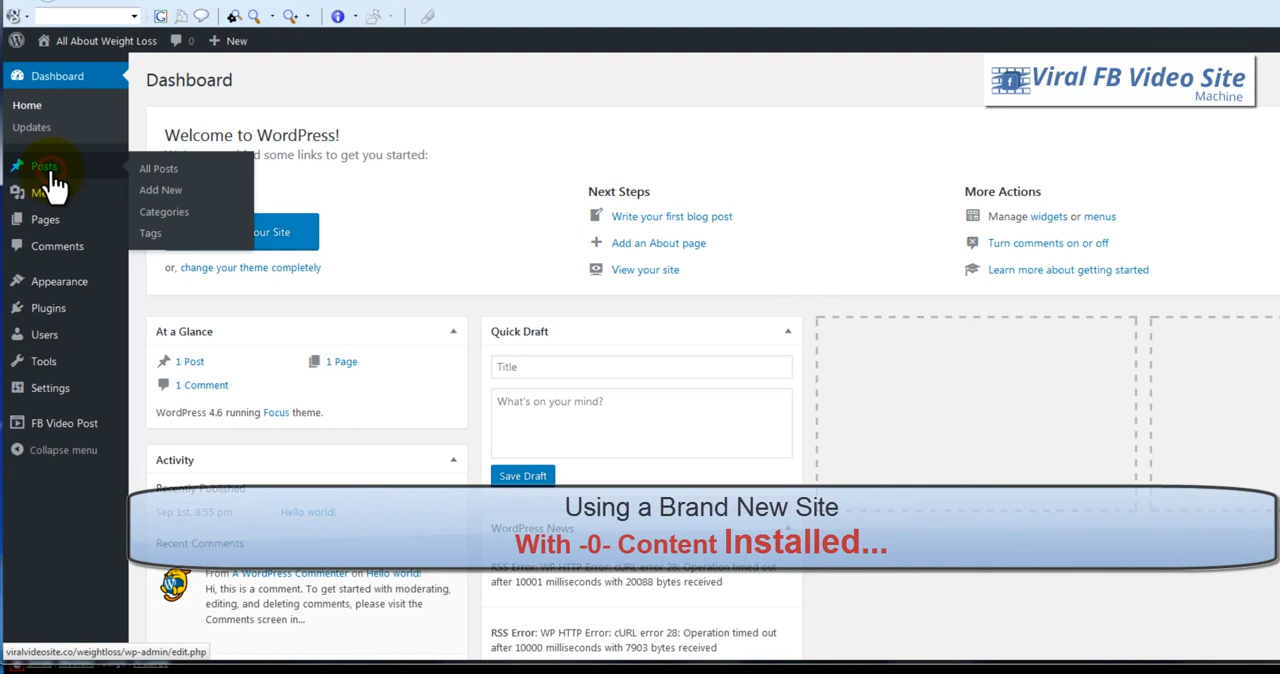 All About Weight Loss
0
New
Dashboard
Home
Updates
Posts
Pages
Comments
Appearance
Plugins
Users
Tools
Settings
FB Video Post
Collapse menu
All Posts
Add New
Categories
Tags
Dashboard
Viral FB Video Site
Machine
Welcome to WordPress!
some links to get you started:
our Site
or, change your theme completely
Next Steps
Write your first blog post
Add an About page
View your site
More Actions
Manage widgets or menus
Turn comments on or off
Learn more about getting started
At a Glance
1 Post
1 Page
1 Comment
WordPress 4.6 running Focus theme.
Activity
Recently Published
Sep 1st, 8:55 pm
Hello world!
Recent Comments
From A WordPress Commenter on Hello world!
Hi, this is a comment. To get started with moderating,
editing, and deleting comments, please visit the
Comments screen in...
Quick Draft
Title
What's on your mind?
Save Draft
WordPress News
RSS Error: WP HTTP Error: cURL error 28: Operation timed out
after 10001 milliseconds with 20088 bytes received
RSS Error: WP HTTP Error: cURL error 28: Operation timed out
after 10000 milliseconds with 7903 bytes received
Using a Brand New Site
With -0- Content Installed...
viralvideosite.co/weightloss/wp-admin/edit.php